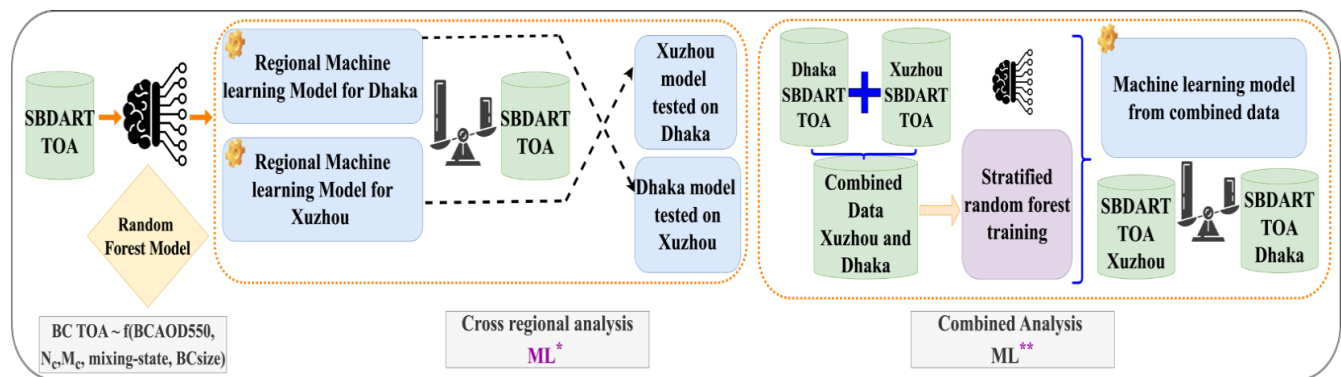 SBDART
TOA
Random
Forest Model
BC TOA ~ f(BCAOD550,
Nc,Mc, mixing-state, BCsize)
Regional Machine
learning Model for Dhaka
Regional Machine
learning Model for
Xuzhou
SBDART
TOA
Xuzhou
model
tested on
Dhaka
Dhaka model
tested on
Xuzhou
Cross regional analysis
ML*
Dhaka
SBDART
TOA
Xuzhou
SBDART
TOA
Combined
Data
Xuzhou and
Dhaka
Stratified
random forest
training
Machine learning model
from combined data
SBDART
TOA
Xuzhou
SBDART
TOA
Dhaka
Combined Analysis
ML**